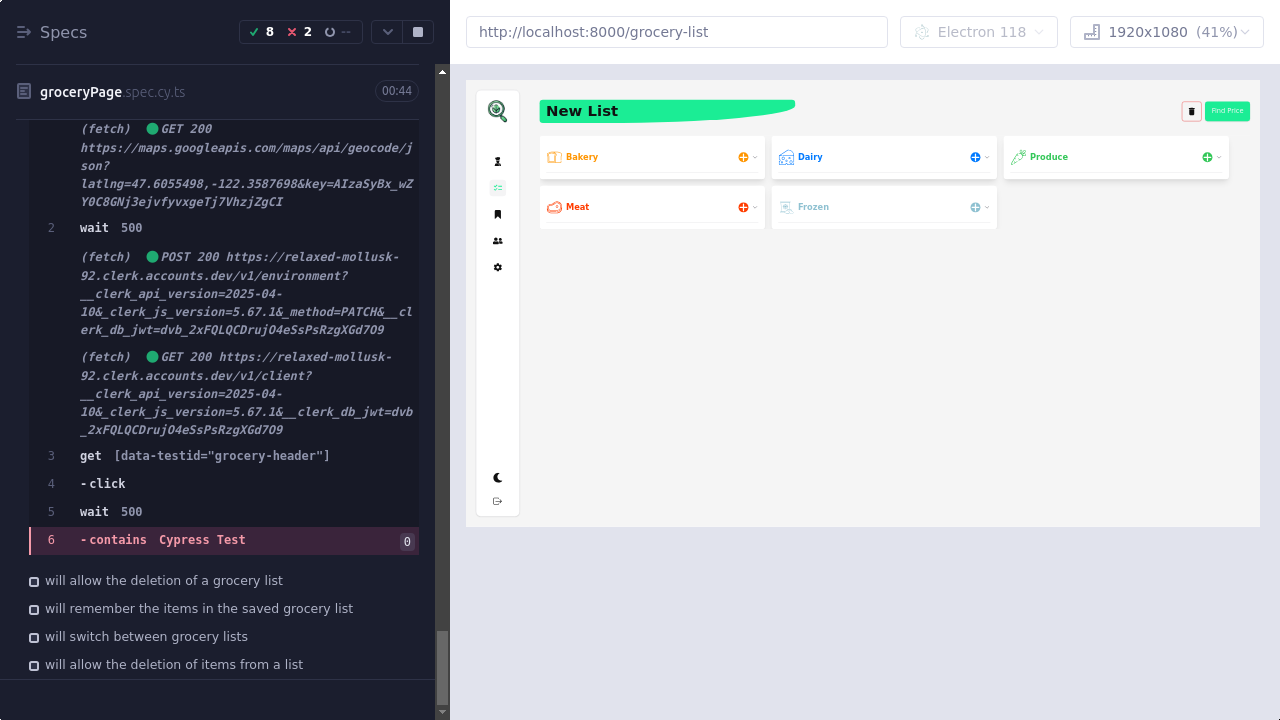 Specs
8
2
--
groceryPage.spec.cy.ts
00:44
(fetch) GET 200
https://maps.googleapis.com/maps/api/geocode/j
son?
latlng=47.6055498,-122.3587698&key=AIzaSyBx_wZ
Y0C8GNj3ejvfyvxgeTj7VhzjZgCI
2 wait 500
(fetch) POST 200 https://relaxed-mollusk-
92.clerk.accounts.dev/v1/environment?
__clerk_api_version=2025-04-
10&_clerk_js_version=5.67.1&_method=PATCH&__cl
erk_db_jwt=dvb_2xFQLQCDrujO4eSsPsRzgXGd7O9
(fetch) GET 200 https://relaxed-mollusk-
92.clerk.accounts.dev/v1/client?
__clerk_api_version=2025-04-
10&_clerk_js_version=5.67.1&__clerk_db_jwt=dvb
_2xFQLQCDrujO4eSsPsRzgXGd7O9
3 get [data-testid="grocery-header"]
4 -click
5 wait 500
6 -contains Cypress Test 0
will allow the deletion of a grocery list
will remember the items in the saved grocery list
will switch between grocery lists
will allow the deletion of items from a list
http://localhost:8000/grocery-list
Electron 118
1920x1080 (41%)
New List
Find Price
Bakery
Dairy
Produce
Meat
Frozen